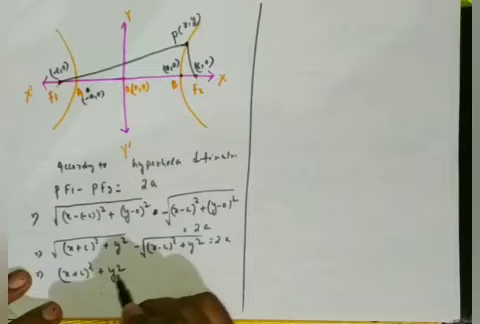 Y
P(x,y)
(-c,0)
(a,0)
(c,0)
X' F1 A (-a,0) O(0,0) B F2 X
Y'
According to hyperbola definition
PF1 - PF2 = 2a
⇒ √(x-(-c))² + (y-0)² - √(x-c)² + (y-0)²
= 2a
⇒ √(x+c)² + y² - √(x-c)² + y² = 2a
⇒ (x+c)² + y²